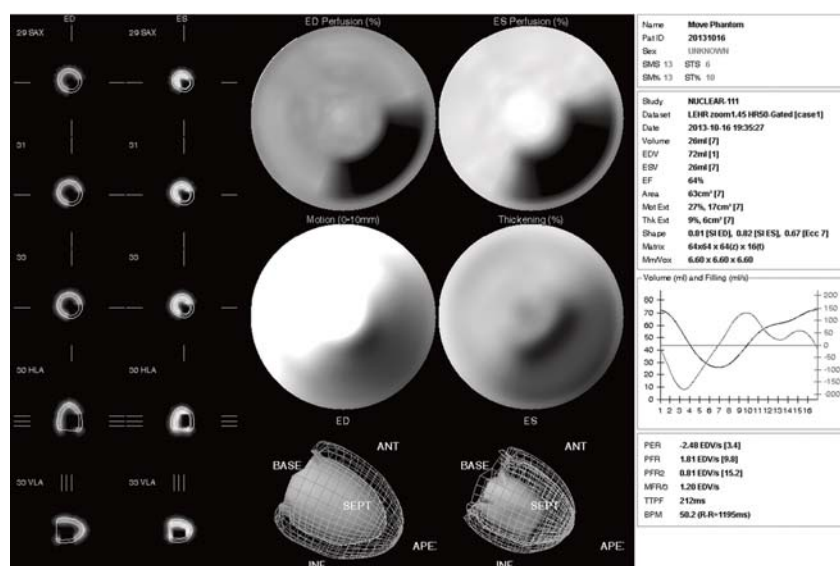 ED
ES
29 SAX
29 SAX
31
31
33
33
30 HLA
30 HLA
33 VLA
33 VLA
ED Perfusion (%)
ES Perfusion (%)
Motion (0-10mm)
Thickening (%)
ED
ES
ANT
BASE
SEPT
APE
INF
ANT
BASE
SEPT
APE
INF
Name Move Phantom
Pat ID 20131016
Sex UNKNOWN
SMS 13 STS 6
SM% 13 ST% 10
Study NUCLEAR-111
Dataset LEHR zoom1.45 HR50-Gated [case1]
Date 2013-10-16 19:35:27
Volume 26ml [7]
EDV 72ml [1]
ESV 26ml [7]
EF 64%
Area 63cm² [7]
Mot Ext 27%, 17cm² [7]
Thk Ext 9%, 6cm² [7]
Shape 0.81 [SI ED], 0.82 [SI ES], 0.67 [Ecc 7]
Matrix 64x64 x 64(z) x 16(t)
Mm/Vox 6.60 x 6.60 x 6.60
Volume (ml) and Filling (ml/s)
70
60
50
40
30
20
10
0
200
150
100
50
0
-50
-100
-150
-200
1 2 3 4 5 6 7 8 9 10 11 12 13 14 15 16
PER -2.48 EDV/s [3.4]
PFR 1.81 EDV/s [9.8]
PFR2 0.81 EDV/s [15.2]
MFR/3 1.20 EDV/s
TTPF 212ms
BPM 50.2 (R-R=1195ms)